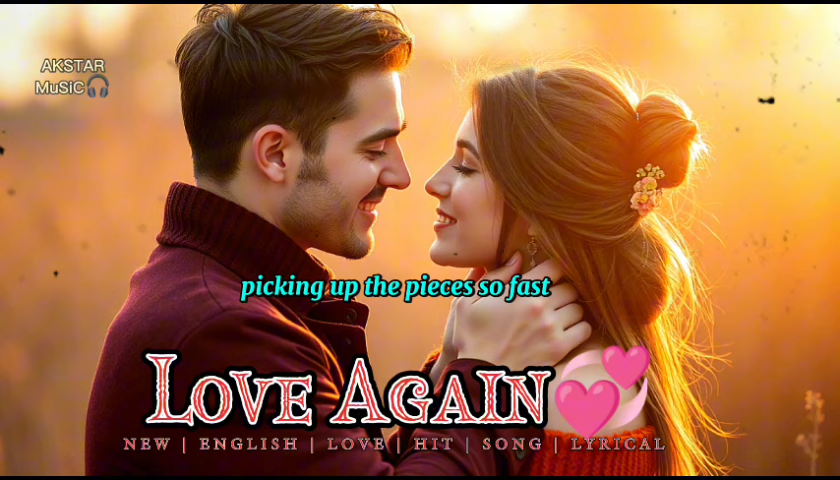 AKSTAR
MuSiC🎧
picking up the pieces so fast
LOVE AGAIN💞
NEW | ENGLISH | LOVE | HIT | SONG | LYRICAL